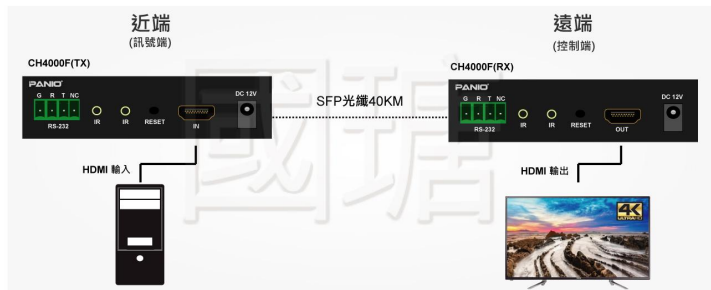 近端
(訊號端)
遠端
(控制端)
CH4000F(TX)
CH4000F(RX)
PANIO
G R T NC
RS-232
IR
IR
RESET
IN
DC 12V
SFP光纖40KM
PANIO
G R T NC
RS-232
IR
IR
RESET
OUT
DC 12V
HDMI 輸入
HDMI 輸出
4K
ULTRA HD
國瑭